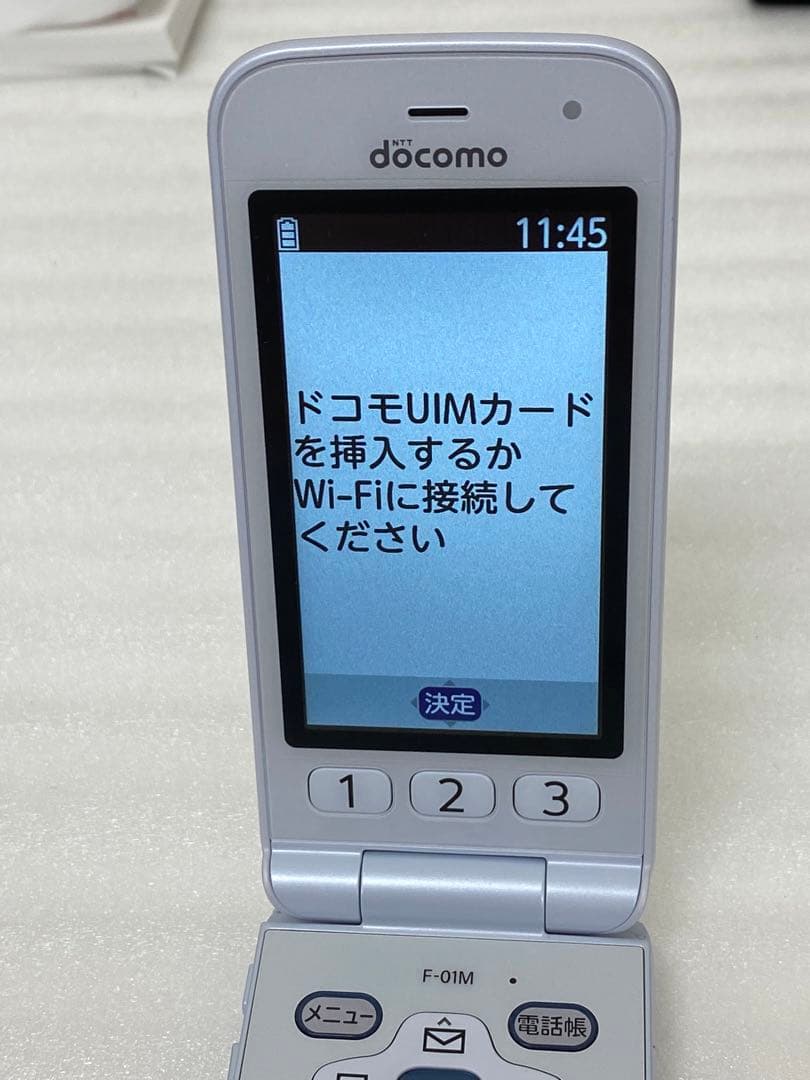 NTT
docomo
11:45
ドコモUIMカード
を挿入するか
Wi-Fiに接続して
ください
決定
1 2 3
F-01M
メニュー 電話帳